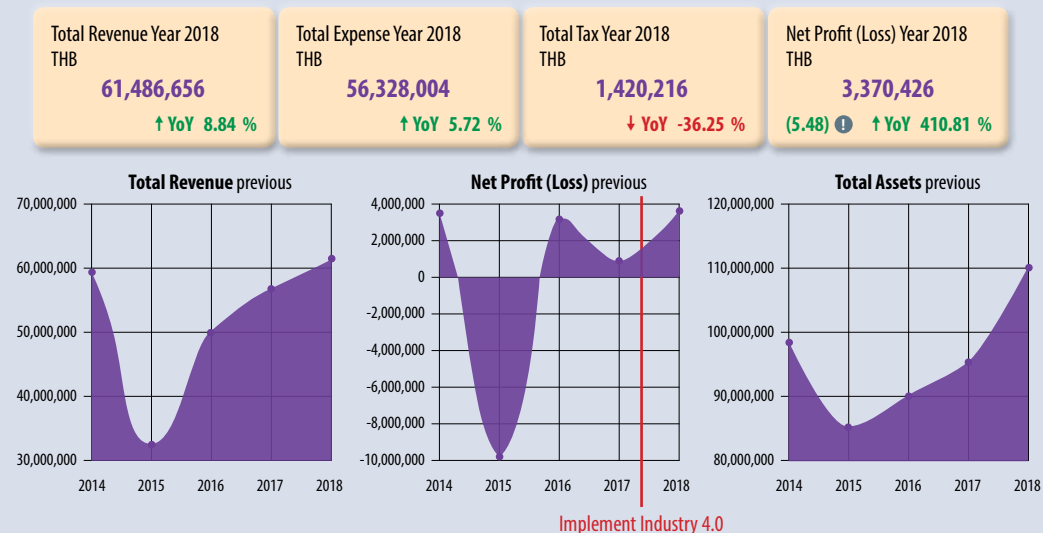 Total Revenue Year 2018
THB
61,486,656
↑ YoY 8.84 %
Total Expense Year 2018
THB
56,328,004
↑ YoY 5.72 %
Total Tax Year 2018
THB
1,420,216
↓ YoY -36.25 %
Net Profit (Loss) Year 2018
THB
3,370,426
(5.48) ! ↑ YoY 410.81 %
Total Revenue previous
70,000,000
60,000,000
50,000,000
40,000,000
30,000,000
2014 2015 2016 2017 2018
Net Profit (Loss) previous
4,000,000
2,000,000
0
-2,000,000
-4,000,000
-6,000,000
-8,000,000
-10,000,000
2014 2015 2016 2017 2018
Implement Industry 4.0
Total Assets previous
120,000,000
110,000,000
100,000,000
90,000,000
80,000,000
2014 2015 2016 2017 2018